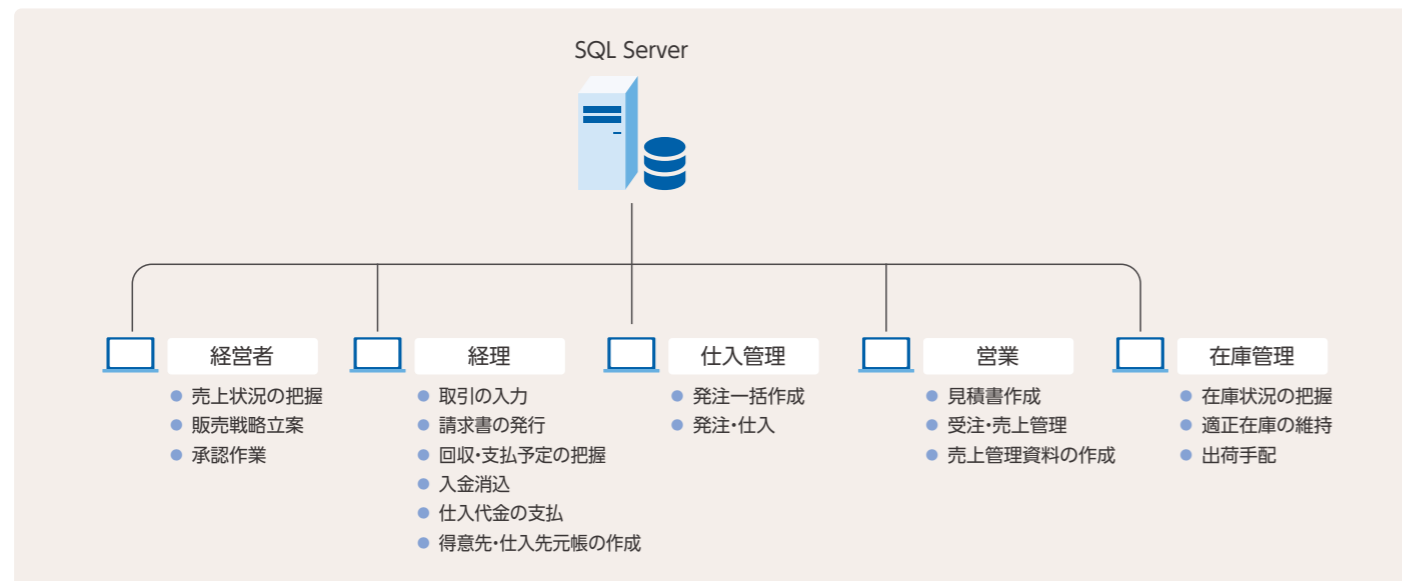 SQL Server
経営者
売上状況の把握
販売戦略立案
承認作業
経理
取引の入力
請求書の発行
回収・支払予定の把握
入金消込
仕入代金の支払
得意先・仕入先元帳の作成
仕入管理
発注一括作成
発注・仕入
営業
見積書作成
受注・売上管理
売上管理資料の作成
在庫管理
在庫状況の把握
適正在庫の維持
出荷手配